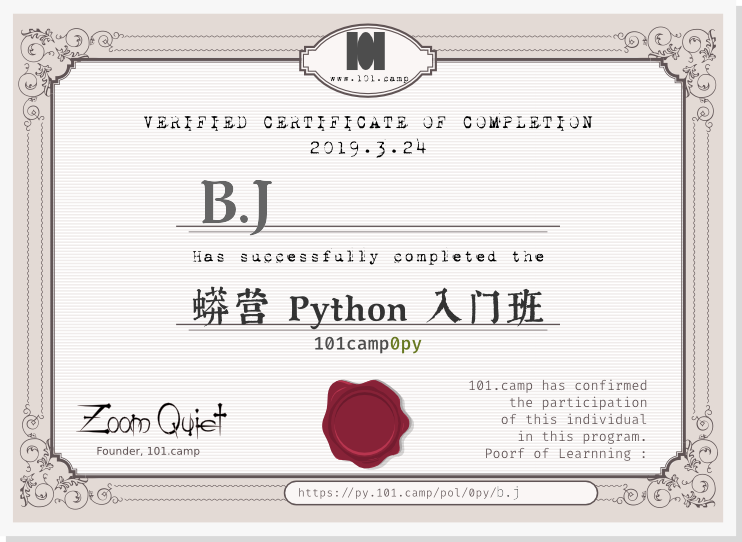 101
www.101.camp
VERIFIED CERTIFICATE OF COMPLETION
2019.3.24
B.J
Has successfully completed the
蟒营 Python 入门班
101camp0py
Zoom Quiet
Founder, 101.camp
101.camp has confirmed
the participation
of this individual
in this program.
Poorf of Learnning :
https://py.101.camp/pol/0py/b.j